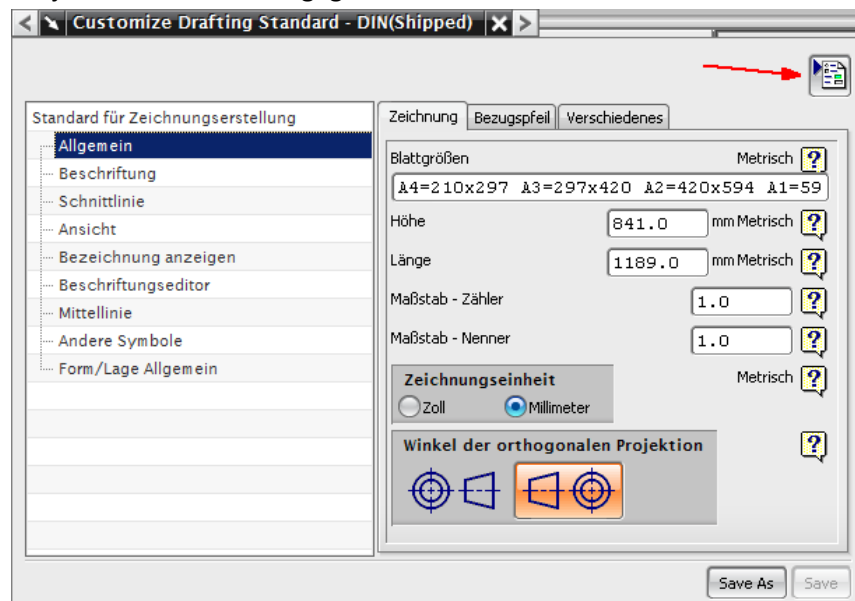 Customize Drafting Standard - DIN(Shipped)
Standard für Zeichnungserstellung
Allgemein
Beschriftung
Schnittlinie
Ansicht
Bezeichnung anzeigen
Beschriftungseditor
Mittellinie
Andere Symbole
Form/Lage Allgemein
Zeichnung Bezugspfeil Verschiedenes
Blattgrößen Metrisch ?
A4=210x297 A3=297x420 A2=420x594 A1=59
Höhe 841.0 mm Metrisch ?
Länge 1189.0 mm Metrisch ?
Maßstab - Zähler 1.0 ?
Maßstab - Nenner 1.0 ?
Zeichnungseinheit Metrisch ?
Zoll Millimeter
Winkel der orthogonalen Projektion ?
Save As Save